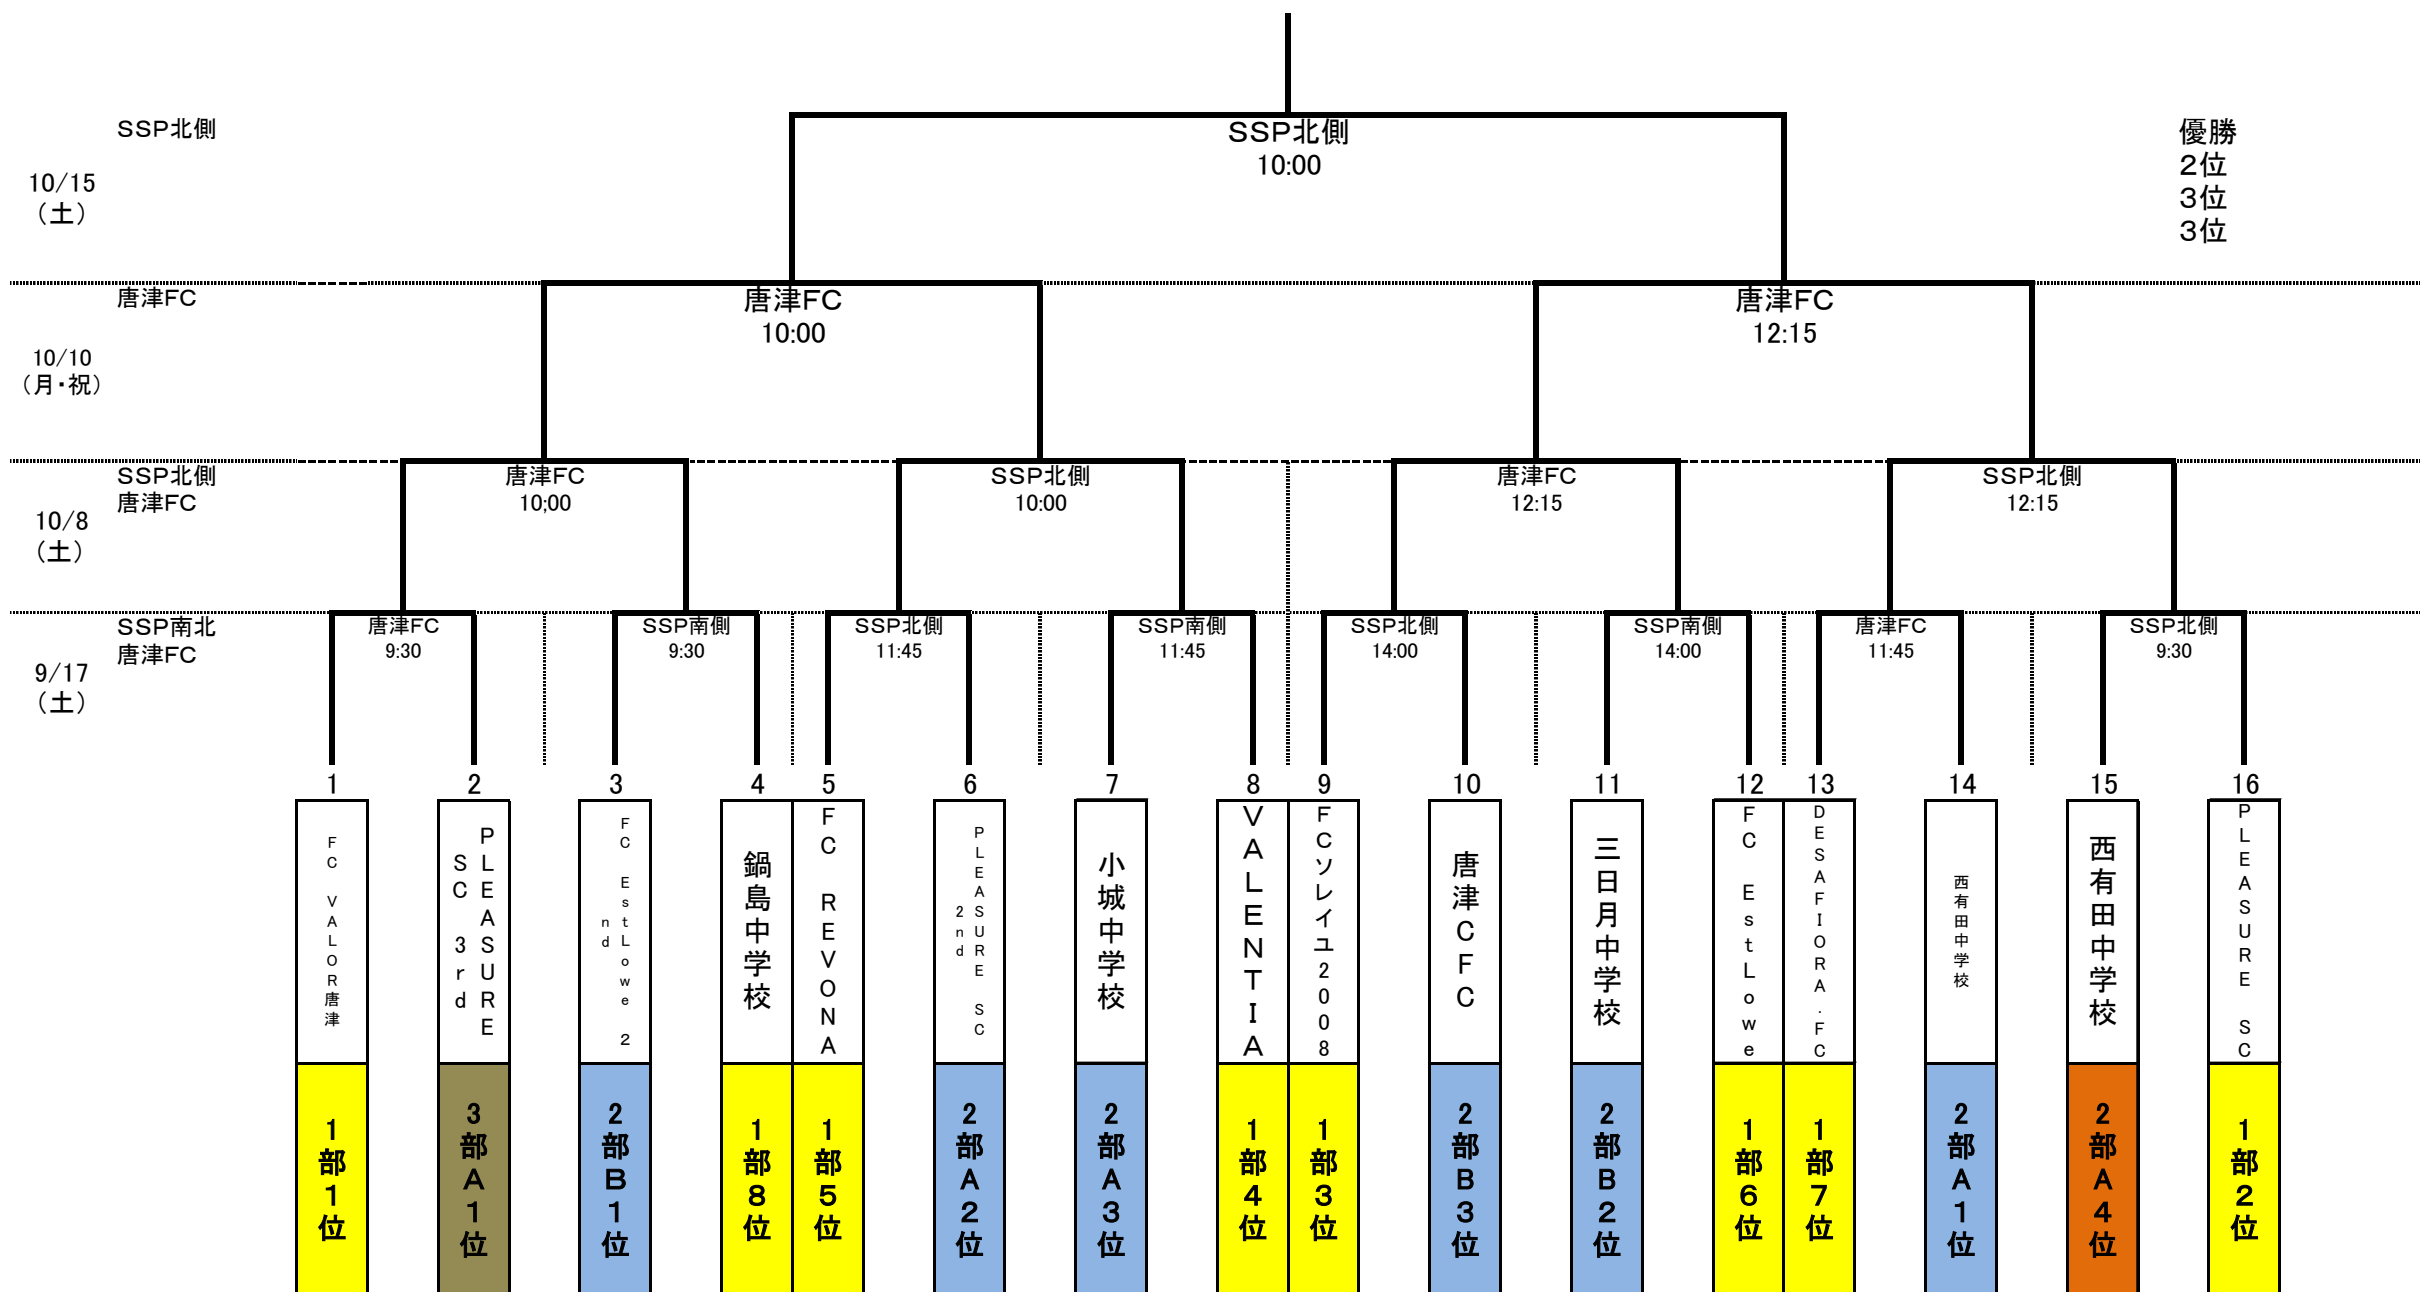 SSP北側
10/15
(土)
SSP北側
10:00
優勝
2位
3位
3位
唐津FC
10/10
(月・祝)
唐津FC
10:00
唐津FC
12:15
SSP北側
唐津FC
10/8
(土)
唐津FC
10;00
SSP北側
10:00
唐津FC
12:15
SSP北側
12:15
SSP南北
唐津FC
9/17
(土)
唐津FC
9:30
SSP南側
9:30
SSP北側
11:45
SSP南側
11:45
SSP北側
14:00
SSP南側
14:00
唐津FC
11:45
SSP北側
9:30
1
2
3
4
5
6
7
8
9
10
11
12
13
14
15
16
FC VALOR唐津
PLEASURE
SC 3rd
FC EstLowe 2
nd
鍋島中学校
FC REVONA
PLEASURE SC
2nd
小城中学校
VALENTIA
FCソレイユ2008
唐津CFC
三日月中学校
FC EstLowe
DESAFIORA.FC
西有田中学校
西有田中学校
PLEASURE SC
1部1位
3部A1位
2部B1位
1部8位
1部5位
2部A2位
2部A3位
1部4位
1部3位
2部B3位
2部B2位
1部6位
1部7位
2部A1位
2部A4位
1部2位